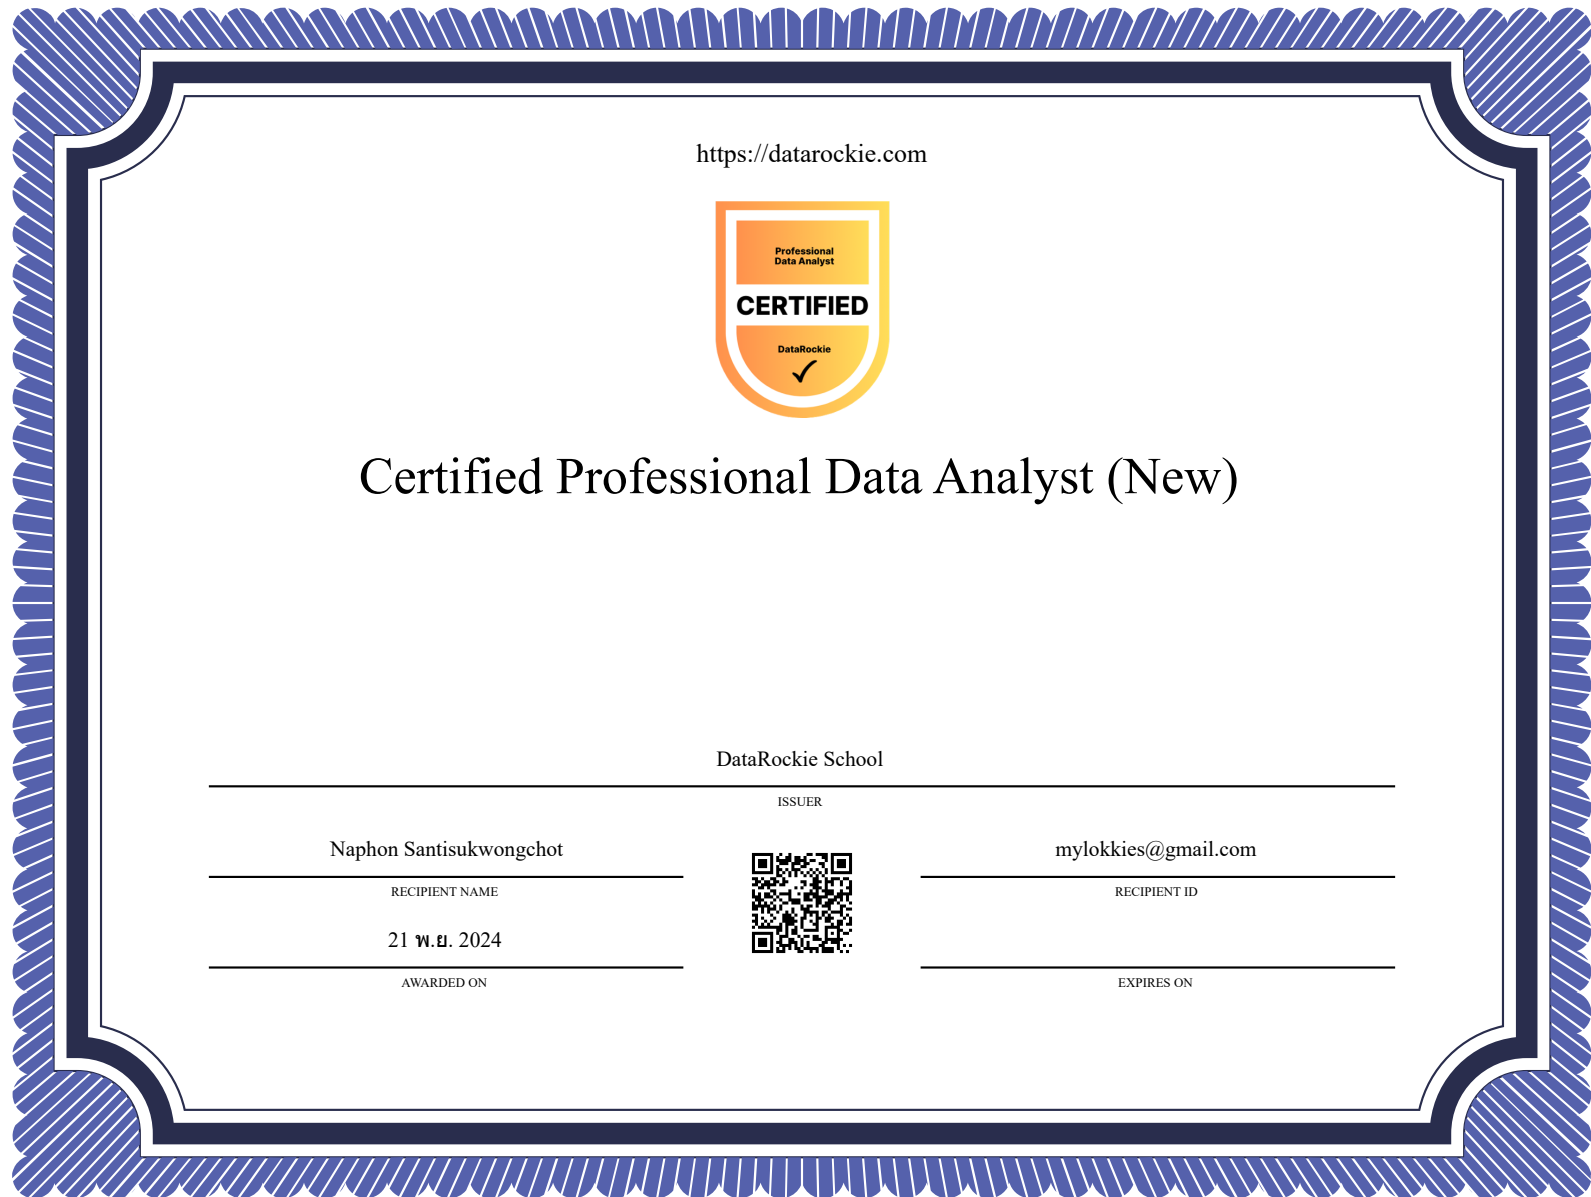 https://datarockie.com
Professional
Data Analyst
CERTIFIED
DataRockie
Certified Professional Data Analyst (New)
DataRockie School
ISSUER
Naphon Santisukwongchot
RECIPIENT NAME
mylokkies@gmail.com
RECIPIENT ID
21 พ.ย. 2024
AWARDED ON
EXPIRES ON